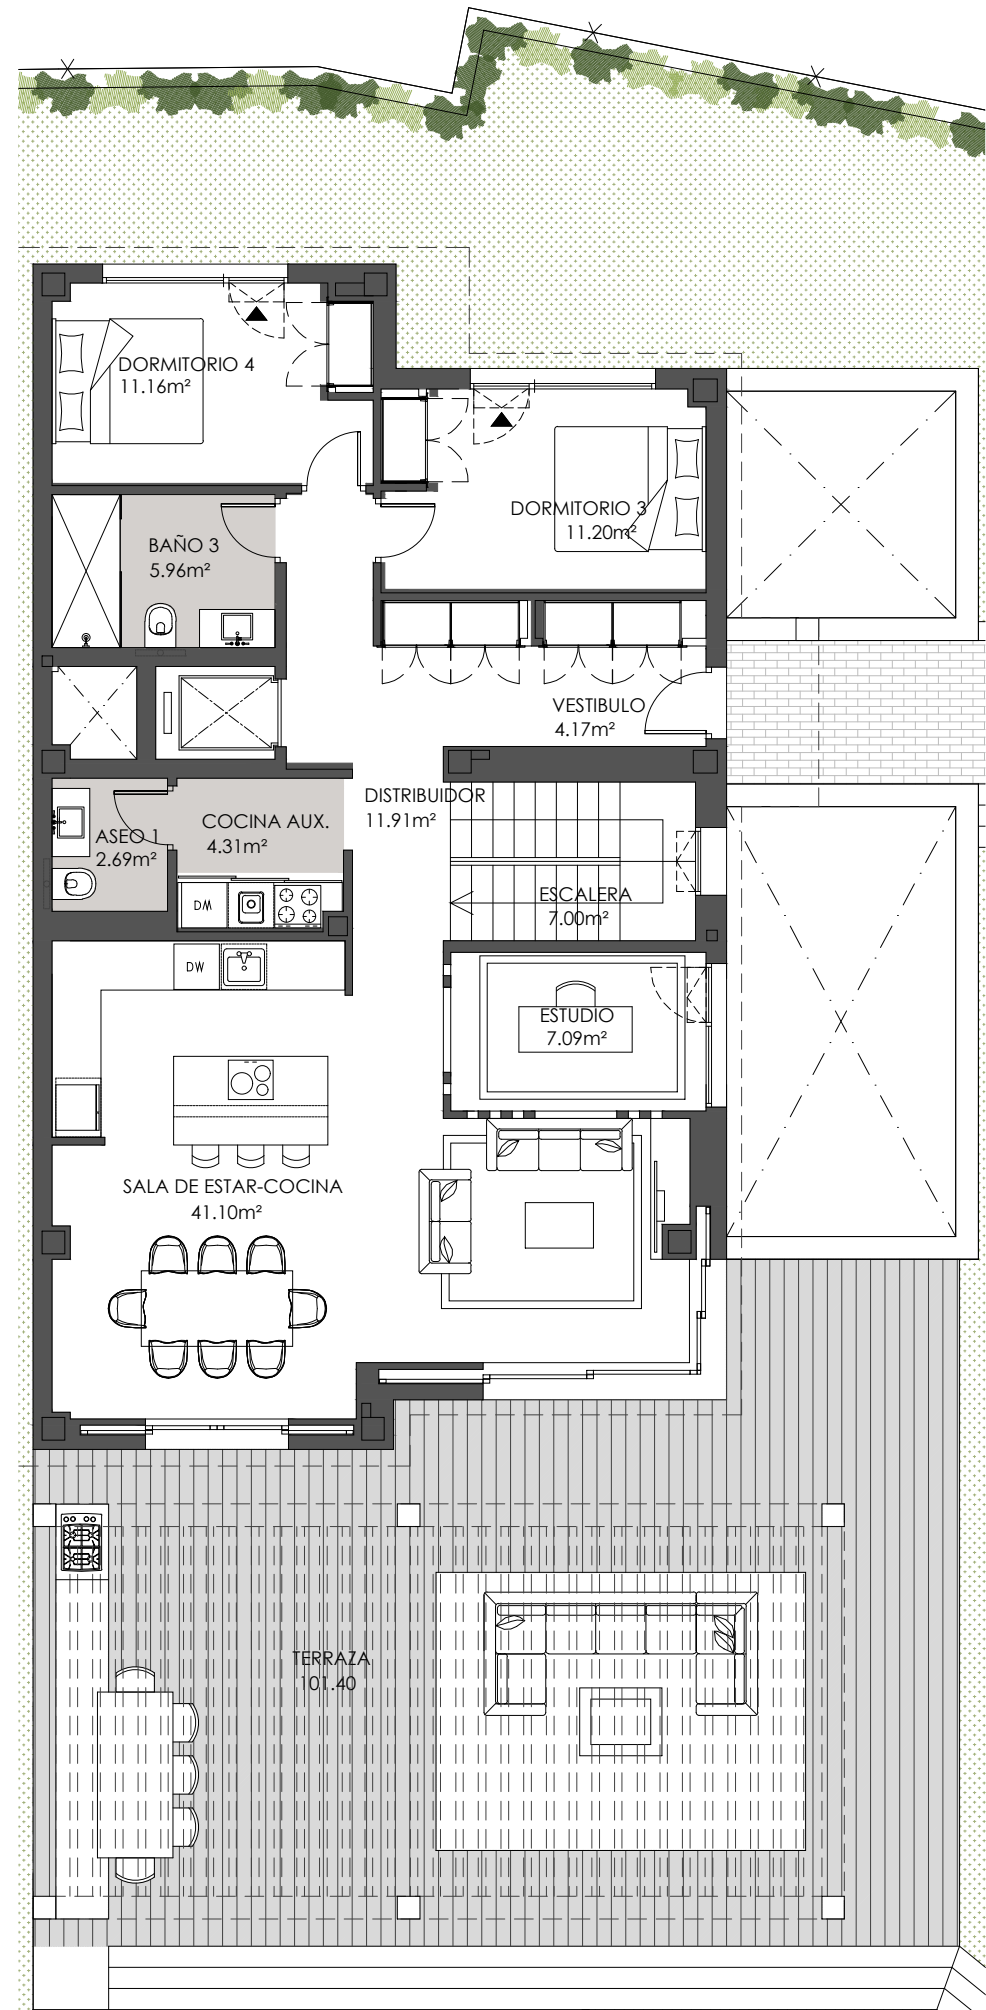 DORMITORIO 4
11.16m²
DORMITORIO 3
11.20m²
BAÑO 3
5.96m²
VESTIBULO
4.17m²
DISTRIBUIDOR
11.91m²
COCINA AUX.
4.31m²
ASEO 1
2.69m²
DM
ESCALERA
7.00m²
DW
ESTUDIO
7.09m²
SALA DE ESTAR-COCINA
41.10m²
TERRAZA
101.40